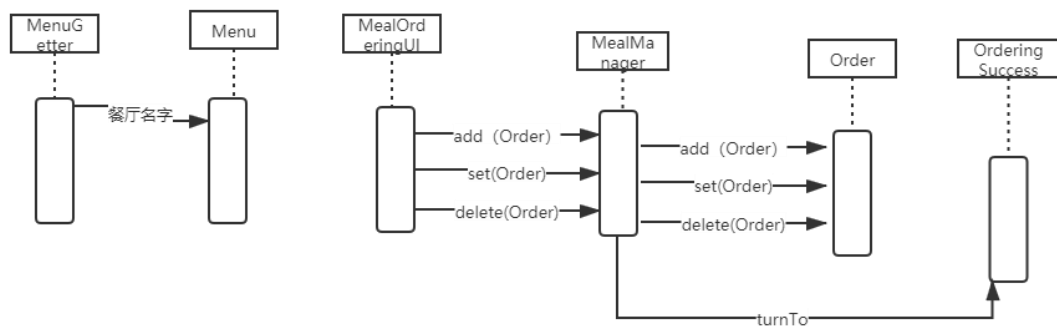 MenuG
etter
Menu
MealOrd
eringUI
MealMa
nager
Order
Ordering
Success
餐厅名字
add（Order）
set(Order)
delete(Order)
add（Order）
set(Order)
delete(Order)
turnTo